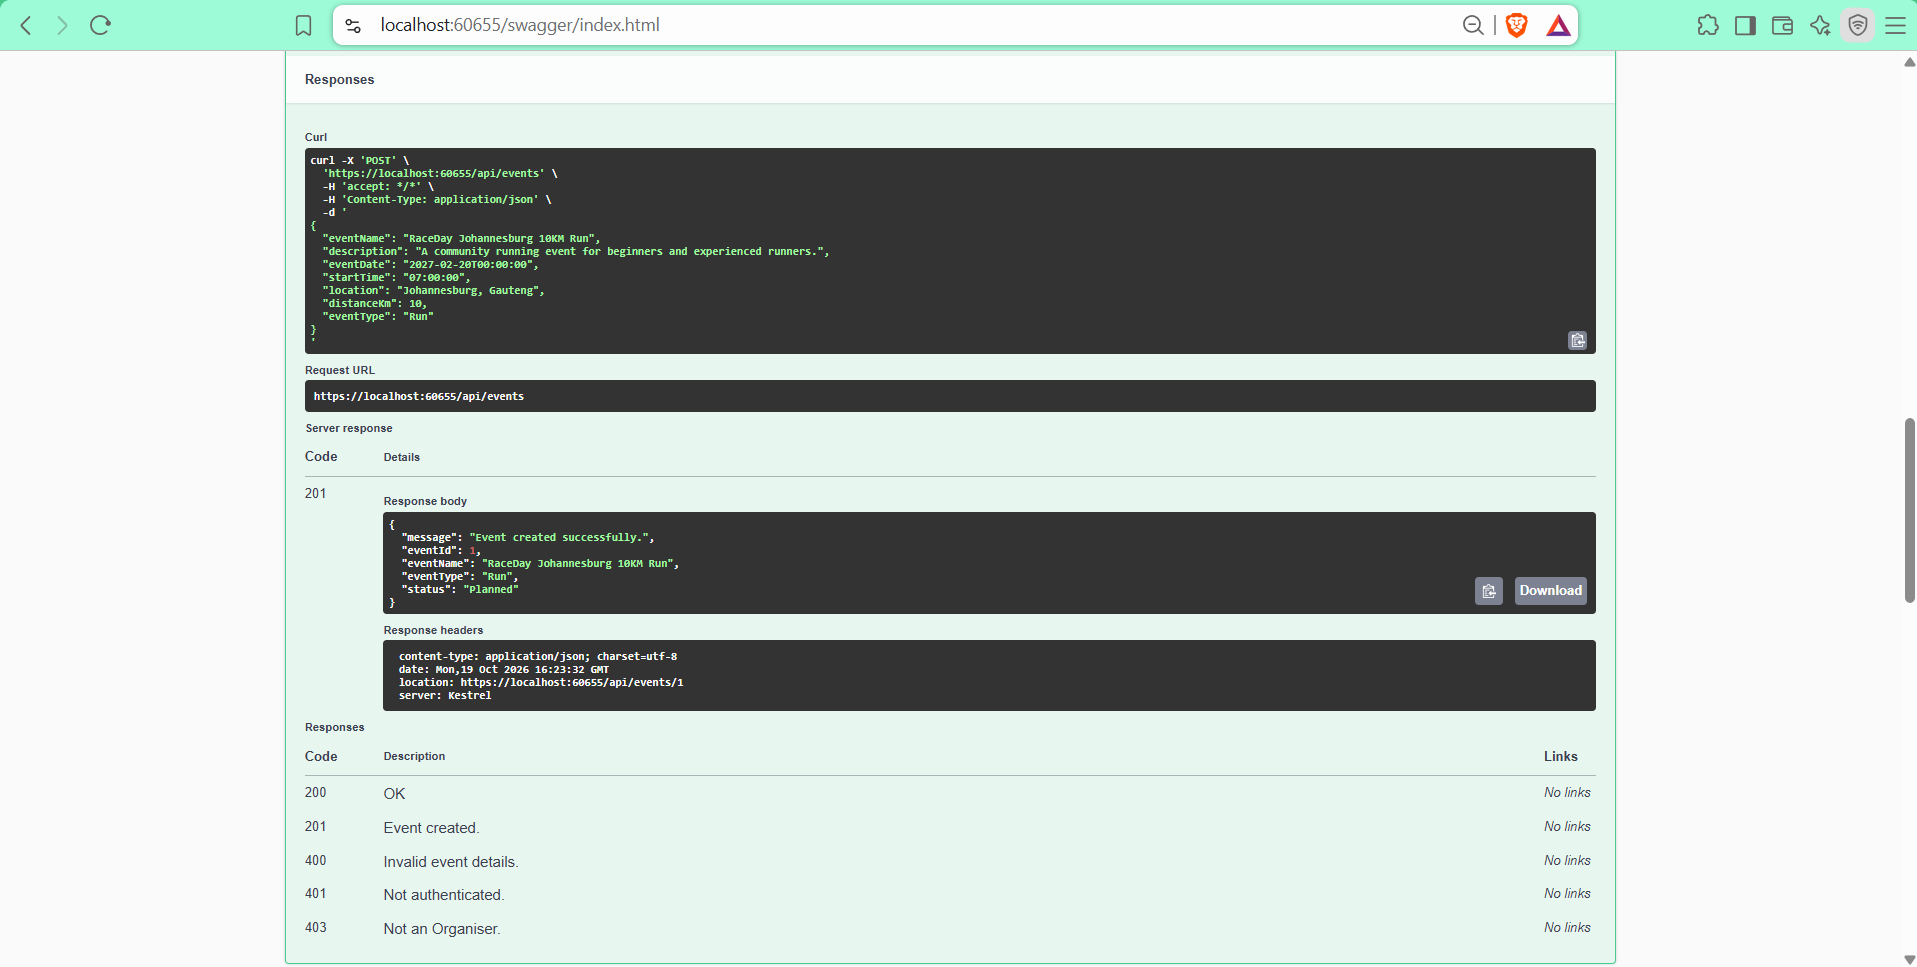 localhost:60655/swagger/index.html
Responses
Curl
curl -X 'POST' \
  'https://localhost:60655/api/events' \
  -H 'accept: */*' \
  -H 'Content-Type: application/json' \
  -d '
{
  "eventName": "RaceDay Johannesburg 10KM Run",
  "description": "A community running event for beginners and experienced runners.",
  "eventDate": "2027-02-20T00:00:00",
  "startTime": "07:00:00",
  "location": "Johannesburg, Gauteng",
  "distanceKm": 10,
  "eventType": "Run"
}
'
Request URL
https://localhost:60655/api/events
Server response
Code Details
201
Response body
{
  "message": "Event created successfully.",
  "eventId": 1,
  "eventName": "RaceDay Johannesburg 10KM Run",
  "eventType": "Run",
  "status": "Planned"
}
Download
Response headers
content-type: application/json; charset=utf-8
date: Mon,19 Oct 2026 16:23:32 GMT
location: https://localhost:60655/api/events/1
server: Kestrel
Responses
Code Description Links
200 OK No links
201 Event created. No links
400 Invalid event details. No links
401 Not authenticated. No links
403 Not an Organiser. No links